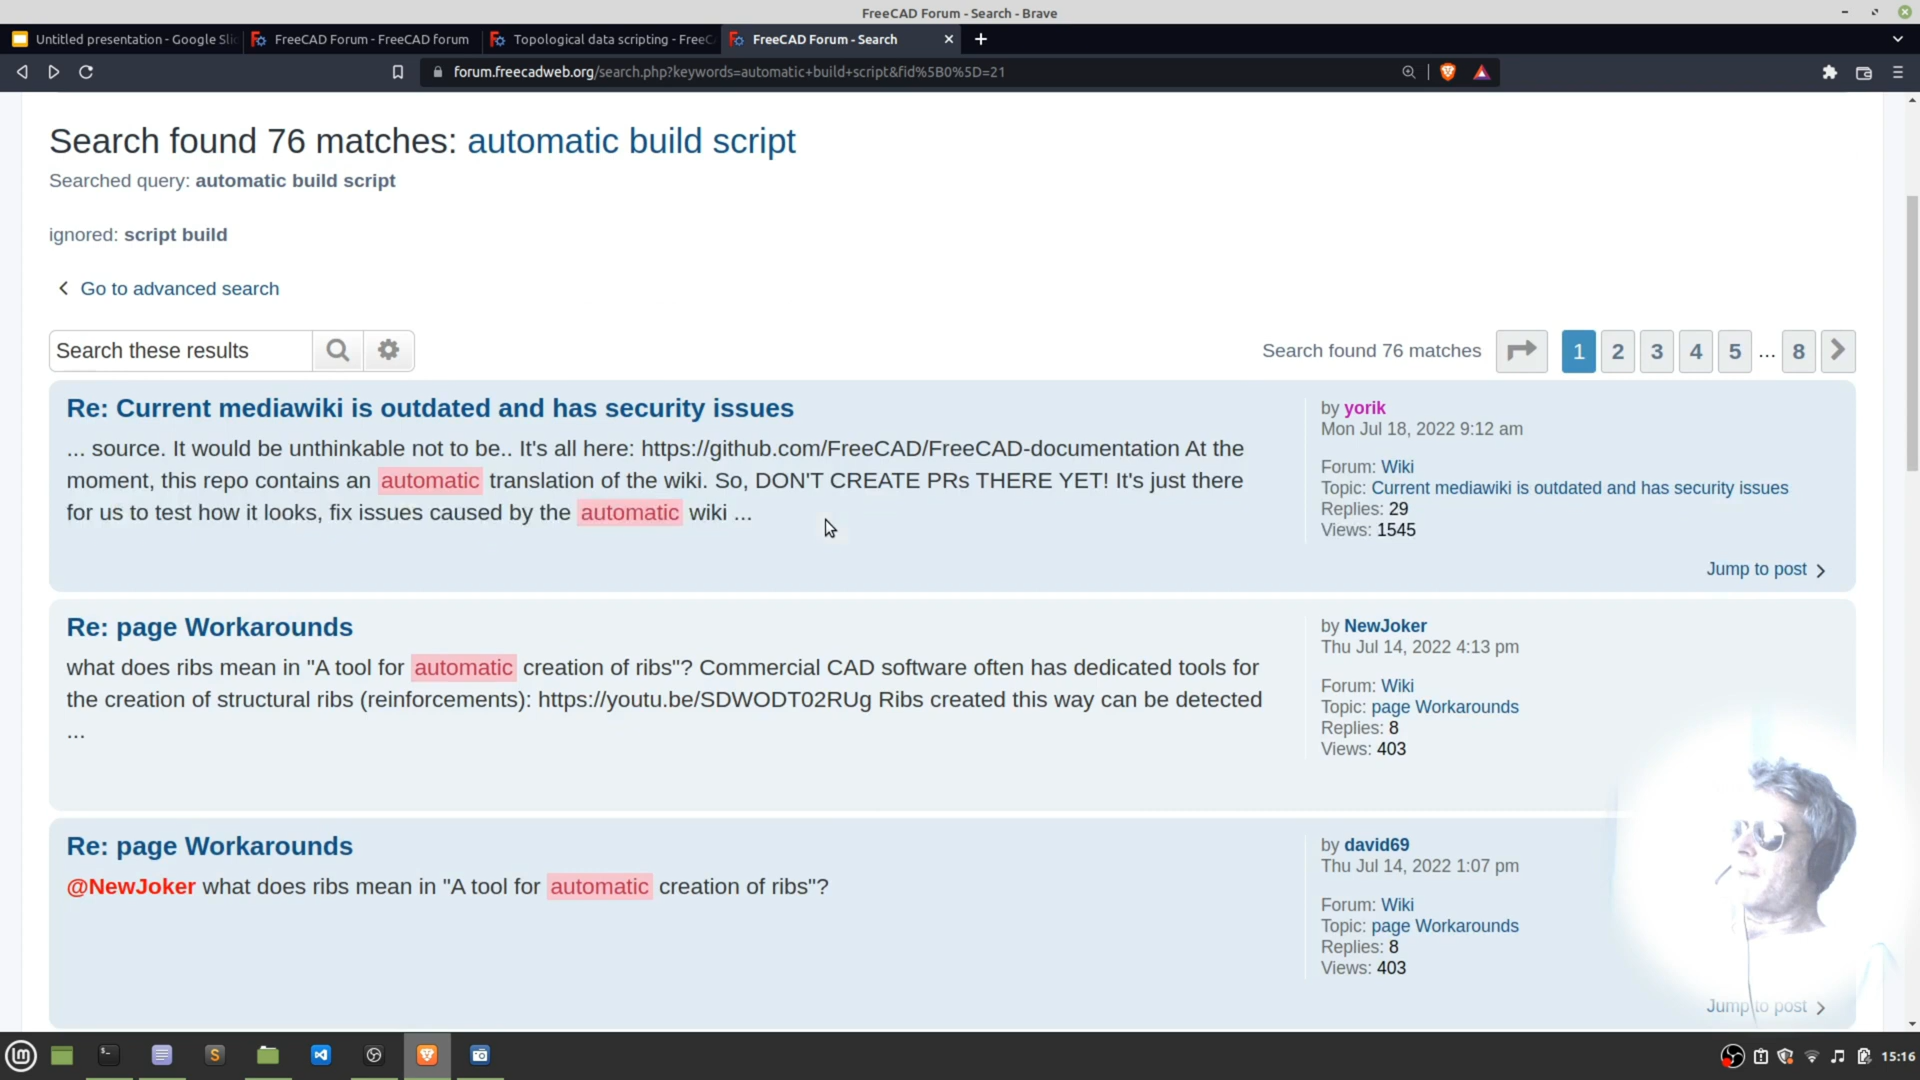 FreeCAD Forum - Search - Brave
Untitled presentation - Google Sli
FreeCAD Forum - FreeCAD forum
Topological data scripting - FreeC
FreeCAD Forum - Search
forum.freecadweb.org/search.php?keywords=automatic+build+script&fid%5B0%5D=21
Search found 76 matches: automatic build script
Searched query: automatic build script
ignored: script build
Go to advanced search
Search these results
Search found 76 matches
1 2 3 4 5 ... 8
Re: Current mediawiki is outdated and has security issues
... source. It would be unthinkable not to be.. It's all here: https://github.com/FreeCAD/FreeCAD-documentation At the
moment, this repo contains an automatic translation of the wiki. So, DON'T CREATE PRs THERE YET! It's just there
for us to test how it looks, fix issues caused by the automatic wiki ...
by yorik
Mon Jul 18, 2022 9:12 am
Forum: Wiki
Topic: Current mediawiki is outdated and has security issues
Replies: 29
Views: 1545
Jump to post
Re: page Workarounds
what does ribs mean in "A tool for automatic creation of ribs"? Commercial CAD software often has dedicated tools for
the creation of structural ribs (reinforcements): https://youtu.be/SDWODT02RUg Ribs created this way can be detected
...
by NewJoker
Thu Jul 14, 2022 4:13 pm
Forum: Wiki
Topic: page Workarounds
Replies: 8
Views: 403
Re: page Workarounds
@NewJoker what does ribs mean in "A tool for automatic creation of ribs"?
by david69
Thu Jul 14, 2022 1:07 pm
Forum: Wiki
Topic: page Workarounds
Replies: 8
Views: 403
Jump to post
15:16